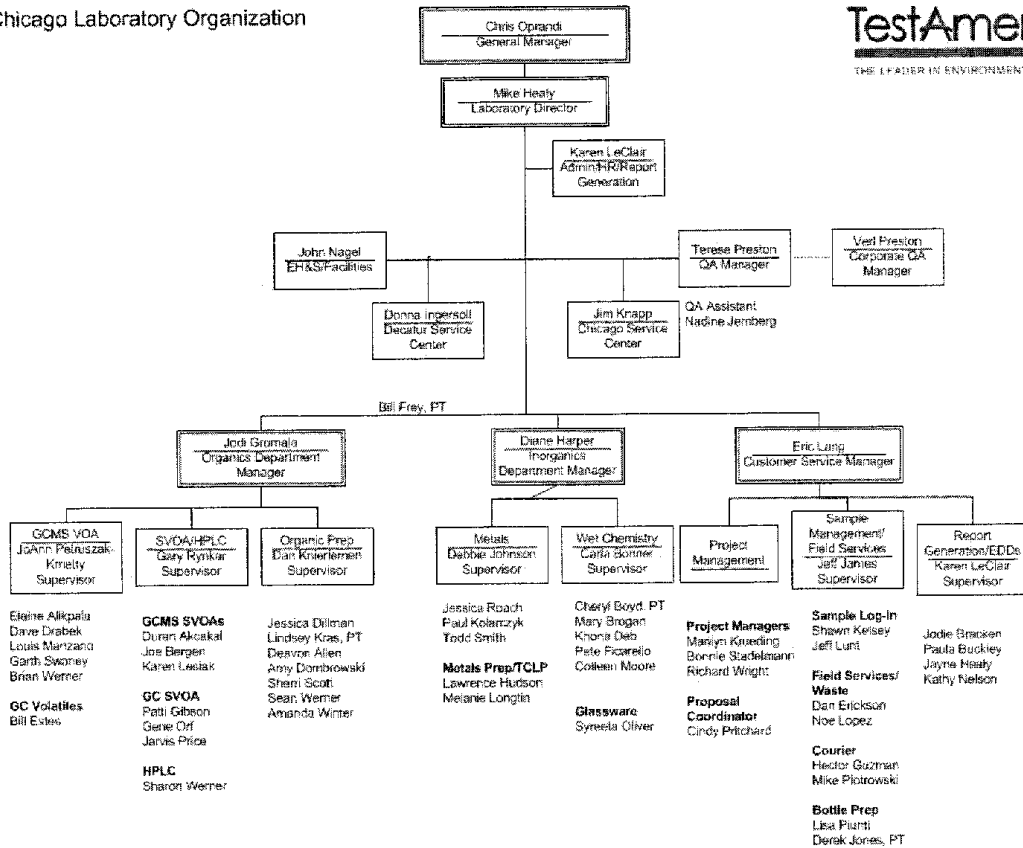 Chicago Laboratory Organization
TestAmer
THE LEADER IN ENVIRONMENT
Chris Oprandi
General Manager
Mike Healy
Laboratory Director
Karen LeClair
Admin/HR/Report
Generation
John Nagel
EH&S/Facilities
Terese Preston
QA Manager
Verl Preston
Corporate QA
Manager
Donna Ingersoll
Decatur Service
Center
Jim Knapp
Chicago Service
Center
QA Assistant
Nadine Jernberg
Bill Frey, PT
Jodi Gromala
Organics Department
Manager
Diane Harper
Inorganics
Department Manager
Eric Lang
Customer Service Manager
GCMS VOA
JoAnn Petruszak-
Kmelty
Supervisor
SVOA/HPLC
Gary Rynkar
Supervisor
Organic Prep
Dan Knierlemen
Supervisor
Metals
Debbie Johnson
Supervisor
Wet Chemistry
Carla Bonner
Supervisor
Project
Management
Sample
Management/
Field Services
Jeff James
Supervisor
Report
Generation/EDDs
Karen LeClair
Supervisor
Elaine Alikpala
Dave Drabek
Louis Manzano
Garth Swoney
Brian Werner
GC Volatiles
Bill Estes
GCMS SVOAs
Duran Akcakal
Joe Bergen
Karen Lesiak
GC SVOA
Patti Gibson
Gene Orf
Jarvis Price
HPLC
Sharon Werner
Jessica Dillman
Lindsey Kras, PT
Deavon Allen
Amy Dombrowski
Sherri Scott
Sean Werner
Amanda Winter
Jessica Roach
Paul Kolarczyk
Todd Smith
Metals Prep/TCLP
Lawrence Hudson
Melanie Longtin
Cheryl Boyd, PT
Mary Brogan
Khona Deb
Pete Ficarello
Colleen Moore
Glassware
Syreeta Oliver
Project Managers
Marilyn Krueding
Bonnie Stadelmann
Richard Wright
Proposal
Coordinator
Cindy Pritchard
Sample Log-In
Shawn Kelsey
Jeff Lunt
Field Services/
Waste
Dan Erickson
Noe Lopez
Courier
Hector Guzman
Mike Piotrowski
Bottle Prep
Lisa Piunti
Derek Jones, PT
Jodie Bracken
Paula Buckley
Jayne Healy
Kathy Nelson